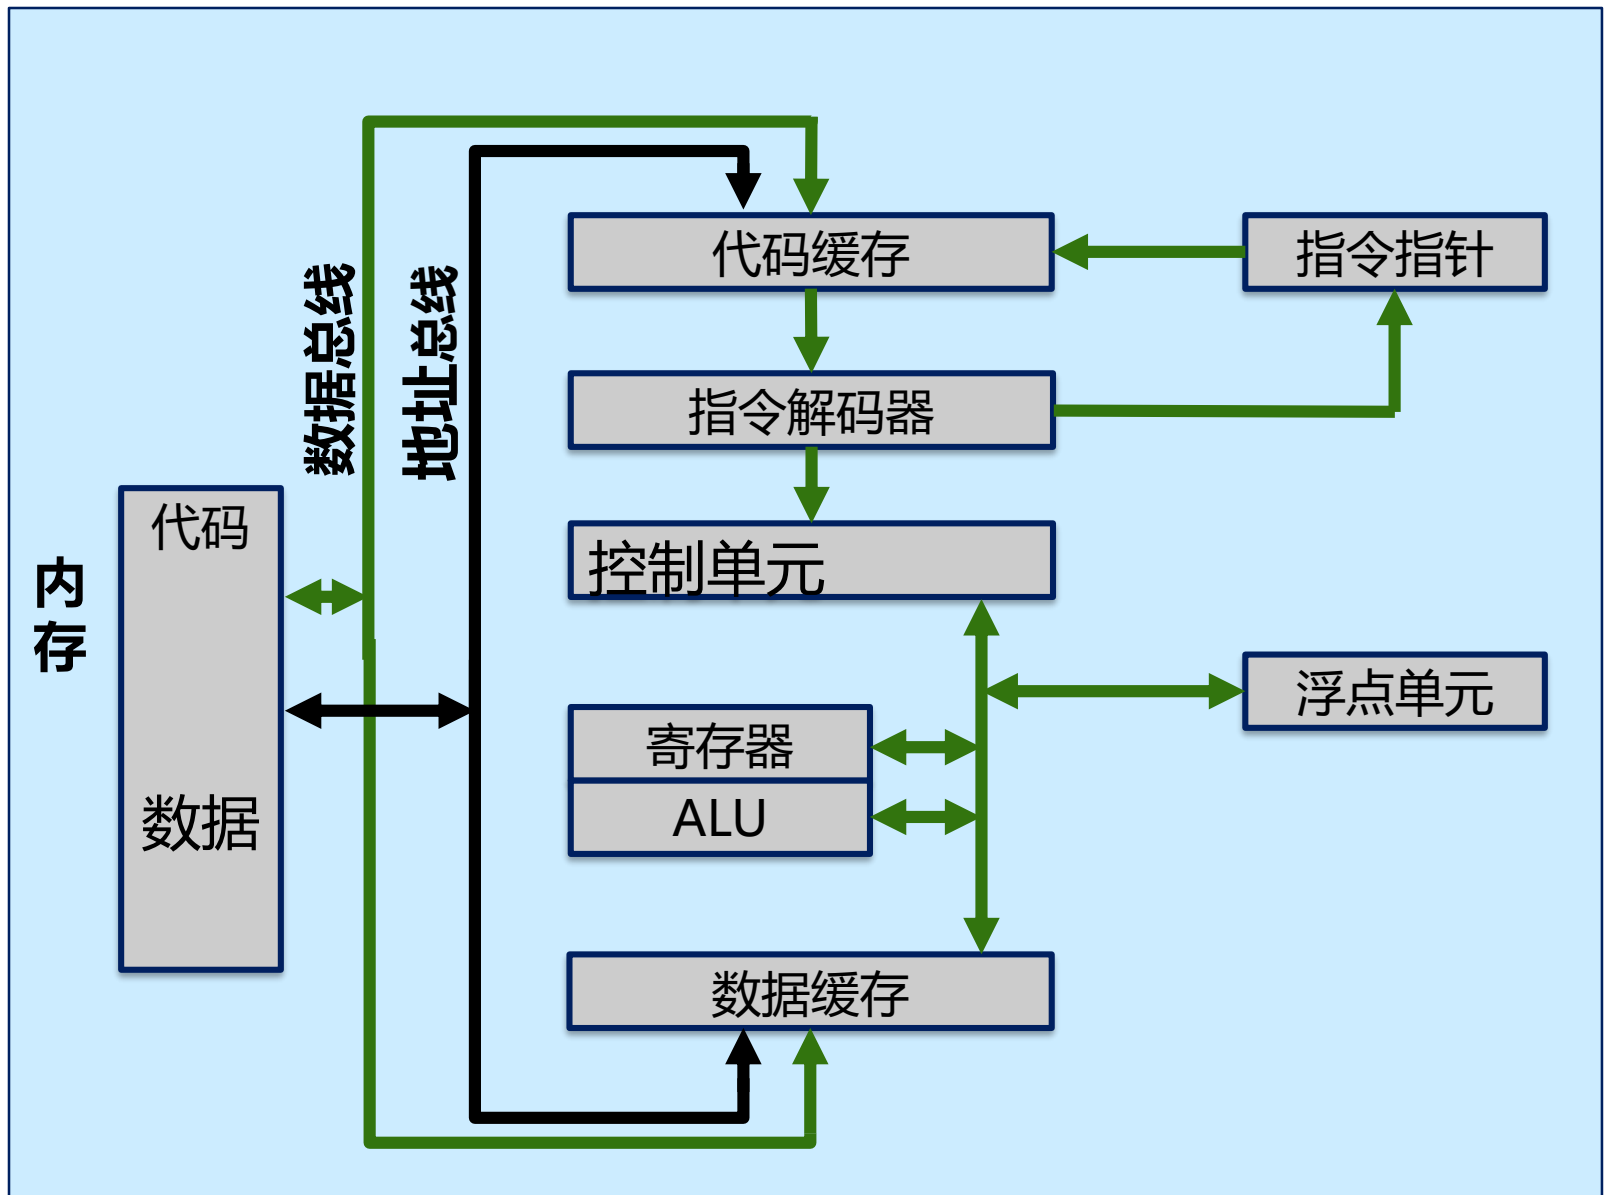 数据总线
地址总线
代码缓存
指令指针
指令解码器
控制单元
内存
代码
数据
浮点单元
寄存器
ALU
数据缓存